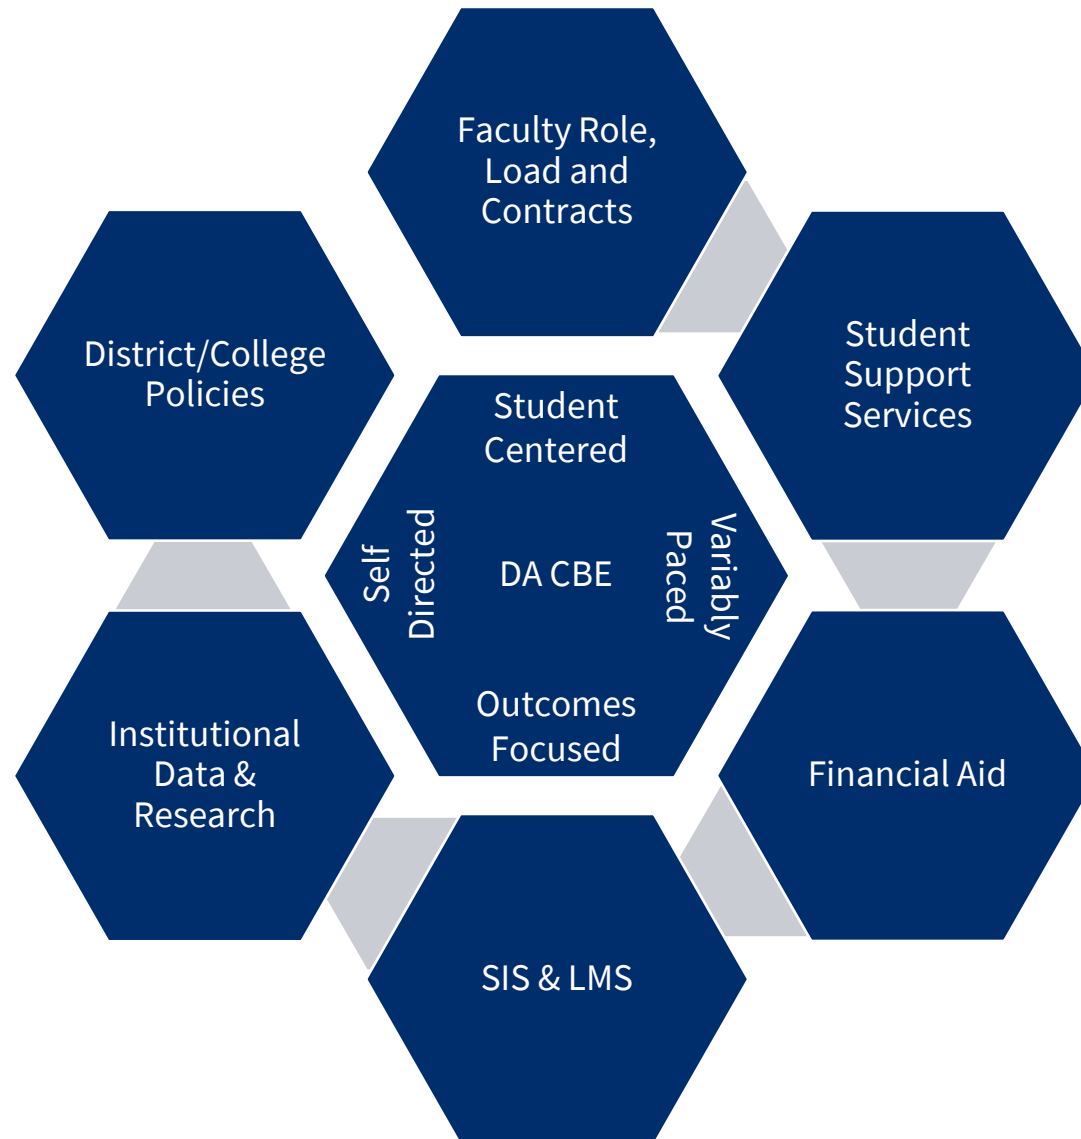 Faculty Role,
Load and
Contracts
District/College
Policies
Student
Support
Services
Student
Centered
Self
Directed
DA CBE
Variably
Paced
Outcomes
Focused
Institutional
Data &
Research
Financial Aid
SIS & LMS